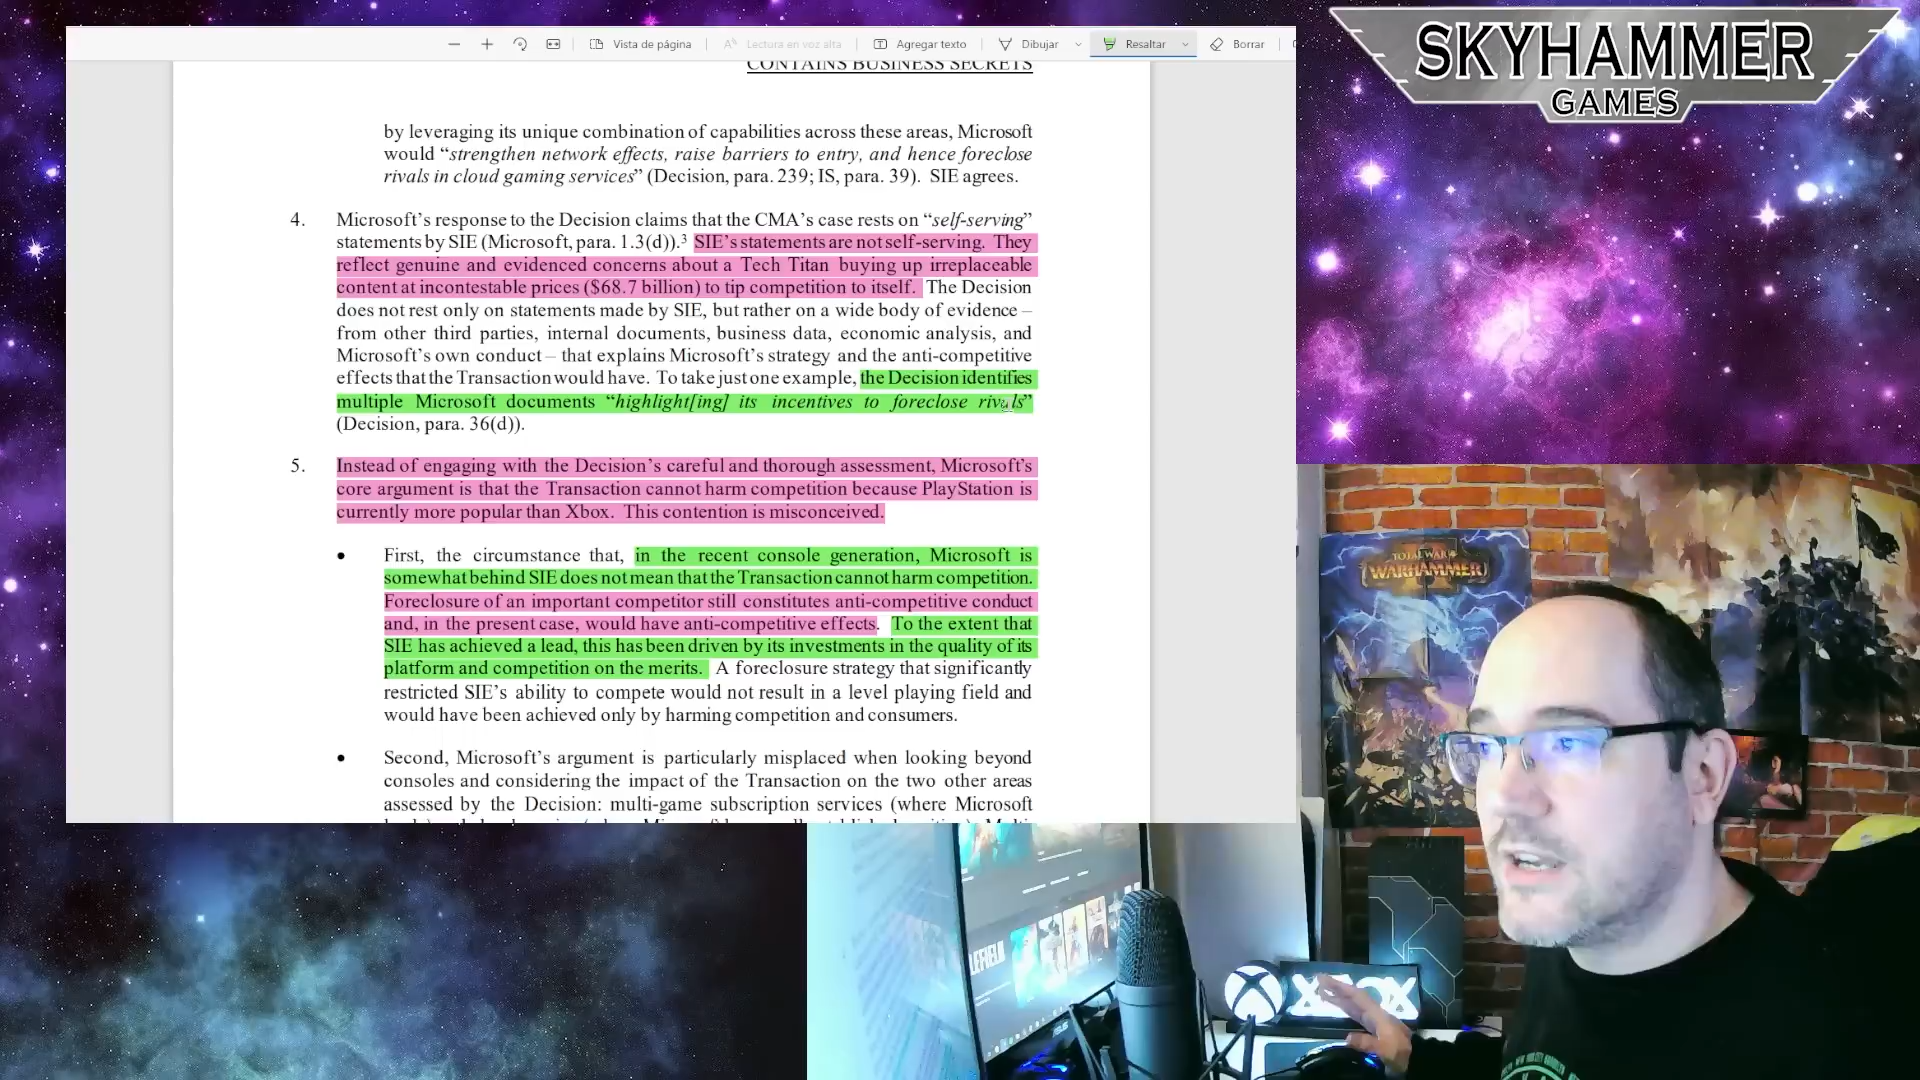 Vista de página
Lectura en voz alta
Agregar texto
Dibujar
Resaltar
Borrar
SKYHAMMER
GAMES
CONTAINS BUSINESS SECRETS
by leveraging its unique combination of capabilities across these areas, Microsoft
would “strengthen network effects, raise barriers to entry, and hence foreclose
rivals in cloud gaming services” (Decision, para. 239; IS, para. 39). SIE agrees.
4. Microsoft’s response to the Decision claims that the CMA’s case rests on “self-serving”
statements by SIE (Microsoft, para. 1.3(d)).3 SIE’s statements are not self-serving. They
reflect genuine and evidenced concerns about a Tech Titan buying up irreplaceable
content at incontestable prices ($68.7 billion) to tip competition to itself. The Decision
does not rest only on statements made by SIE, but rather on a wide body of evidence –
from other third parties, internal documents, business data, economic analysis, and
Microsoft’s own conduct – that explains Microsoft’s strategy and the anti-competitive
effects that the Transaction would have. To take just one example, the Decision identifies
multiple Microsoft documents “highlight[ing] its incentives to foreclose rivals”
(Decision, para. 36(d)).
5. Instead of engaging with the Decision’s careful and thorough assessment, Microsoft’s
core argument is that the Transaction cannot harm competition because PlayStation is
currently more popular than Xbox. This contention is misconceived.
• First, the circumstance that, in the recent console generation, Microsoft is
somewhat behind SIE does not mean that the Transaction cannot harm competition.
Foreclosure of an important competitor still constitutes anti-competitive conduct
and, in the present case, would have anti-competitive effects. To the extent that
SIE has achieved a lead, this has been driven by its investments in the quality of its
platform and competition on the merits. A foreclosure strategy that significantly
restricted SIE’s ability to compete would not result in a level playing field and
would have been achieved only by harming competition and consumers.
• Second, Microsoft’s argument is particularly misplaced when looking beyond
consoles and considering the impact of the Transaction on the two other areas
assessed by the Decision: multi-game subscription services (where Microsoft
TOTAL WAR
WARHAMMER
XBOX